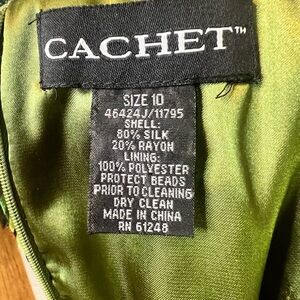 CACHET™
SIZE 10
46424J/11795
SHELL:
80% SILK
20% RAYON
LINING:
100% POLYESTER
PROTECT BEADS
PRIOR TO CLEANING
DRY CLEAN
MADE IN CHINA
RN 61248